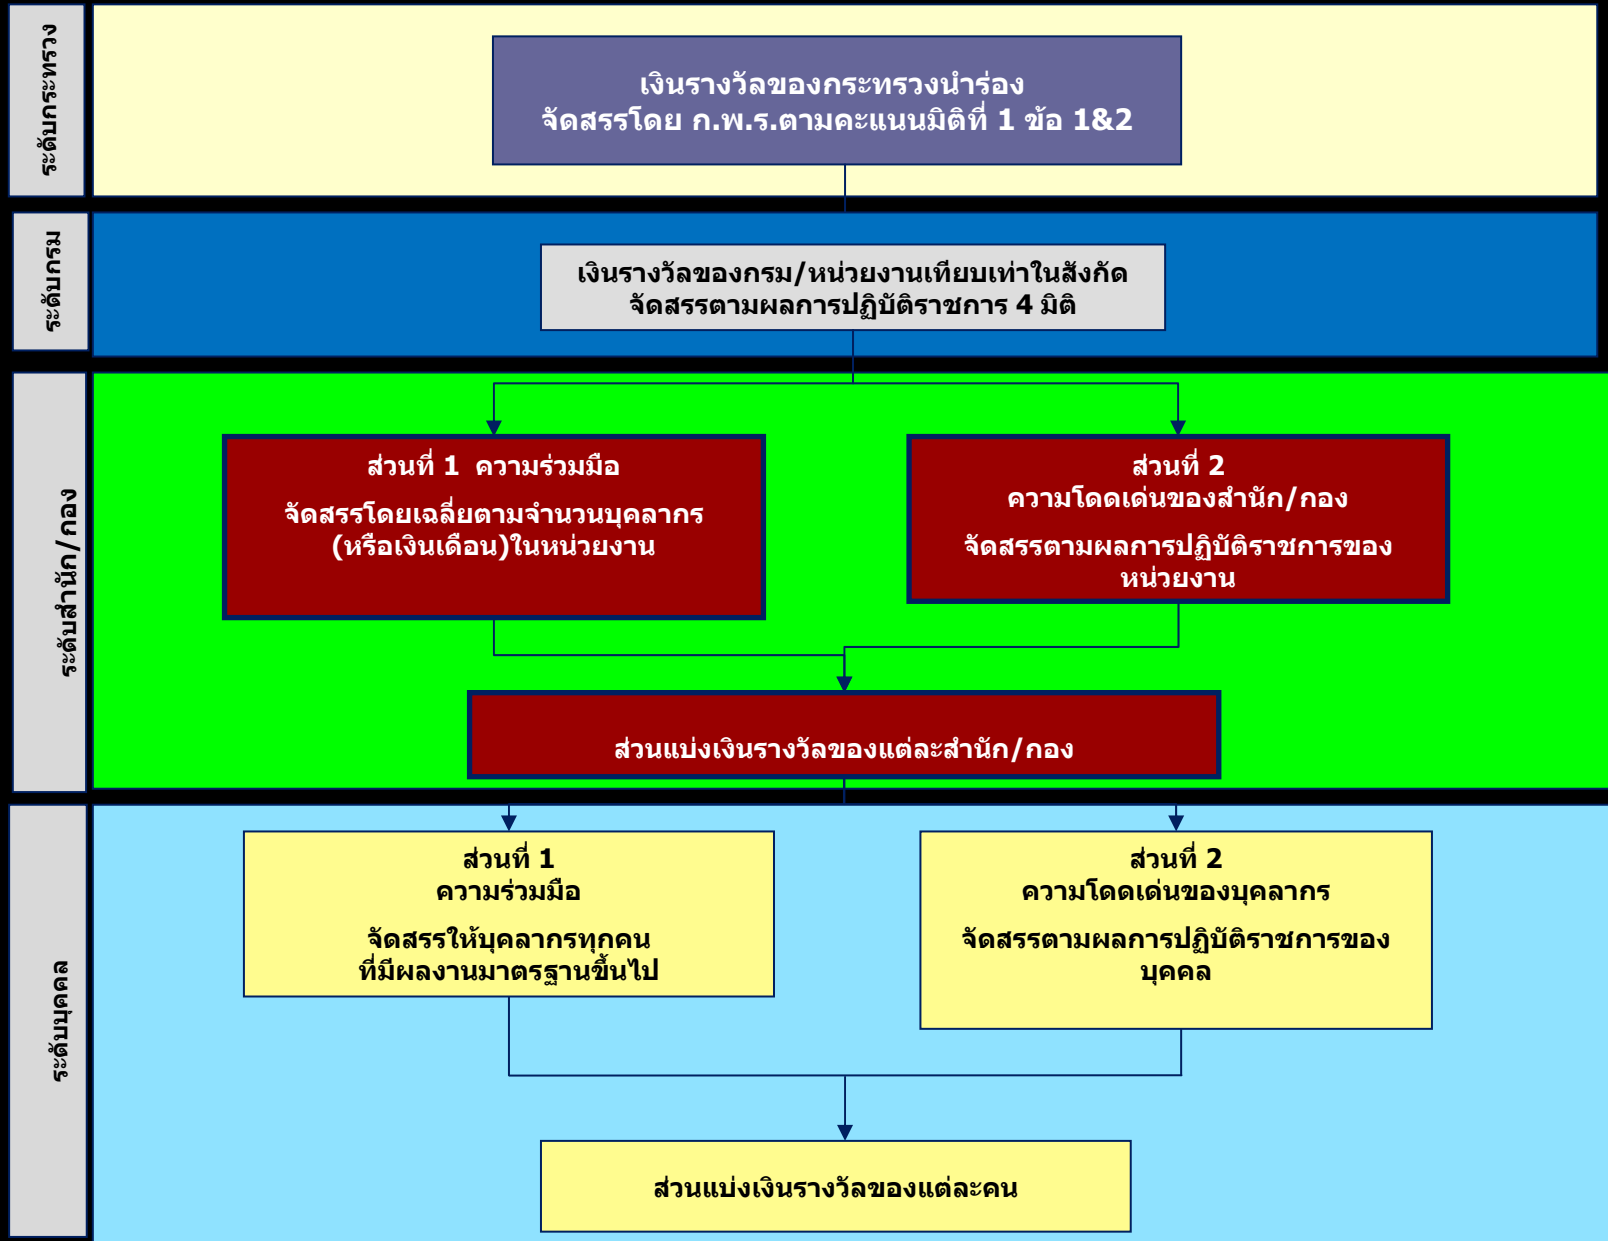 ระดับกระทรวง
เงินรางวัลของกระทรวงนำร่อง
จัดสรรโดย ก.พ.ร.ตามคะแนนมิติที่ 1 ข้อ 1&2
ระดับกรม
เงินรางวัลของกรม/หน่วยงานเทียบเท่าในสังกัด
จัดสรรตามผลการปฏิบัติราชการ 4 มิติ
ระดับสำนัก/กอง
ส่วนที่ 1 ความร่วมมือ
จัดสรรโดยเฉลี่ยตามจำนวนบุคลากร
(หรือเงินเดือน)ในหน่วยงาน
ส่วนที่ 2
ความโดดเด่นของสำนัก/กอง
จัดสรรตามผลการปฏิบัติราชการของ
หน่วยงาน
ส่วนแบ่งเงินรางวัลของแต่ละสำนัก/กอง
ระดับบุคคล
ส่วนที่ 1
ความร่วมมือ
จัดสรรให้บุคลากรทุกคน
ที่มีผลงานมาตรฐานขึ้นไป
ส่วนที่ 2
ความโดดเด่นของบุคลากร
จัดสรรตามผลการปฏิบัติราชการของ
บุคคล
ส่วนแบ่งเงินรางวัลของแต่ละคน